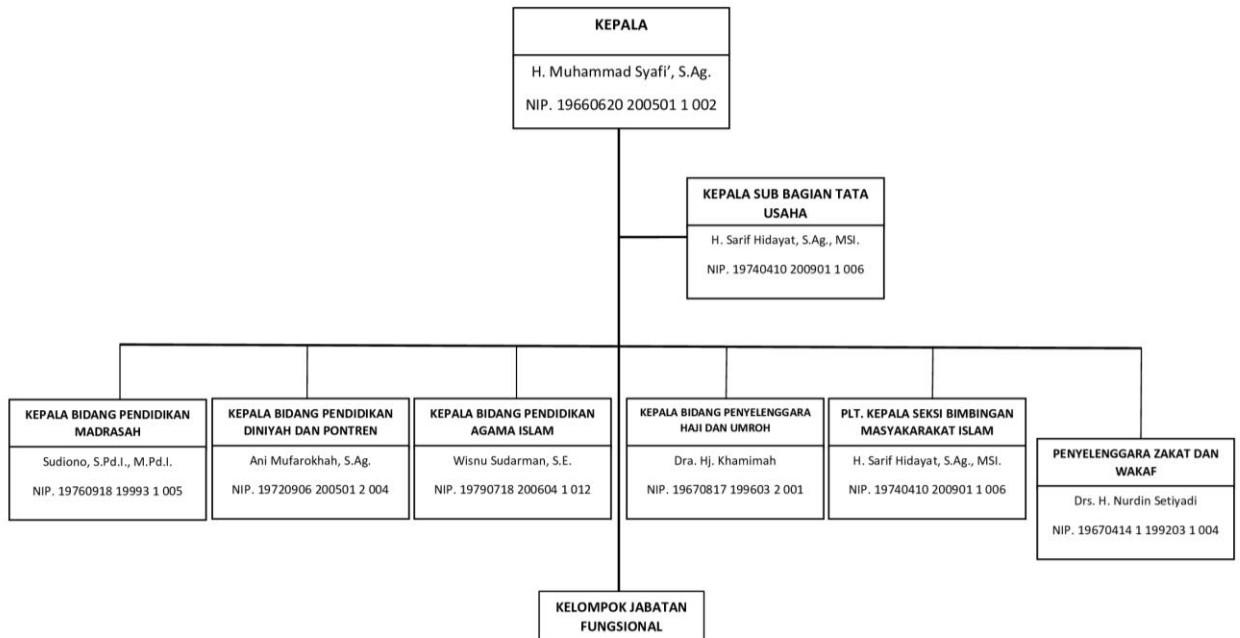 KEPALA
H. Muhammad Syafi’, S.Ag.
NIP. 19660620 200501 1 002
KEPALA SUB BAGIAN TATA
USAHA
H. Sarif Hidayat, S.Ag., MSI.
NIP. 19740410 200901 1 006
KEPALA BIDANG PENDIDIKAN
MADRASAH
Sudiono, S.Pd.I., M.Pd.I.
NIP. 19760918 19993 1 005
KEPALA BIDANG PENDIDIKAN
DINIYAH DAN PONTREN
Ani Mufarokhah, S.Ag.
NIP. 19720906 200501 2 004
KEPALA BIDANG PENDIDIKAN
AGAMA ISLAM
Wisnu Sudarman, S.E.
NIP. 19790718 200604 1 012
KEPALA BIDANG PENYELENGGARA
HAJI DAN UMROH
Dra. Hj. Khamimah
NIP. 19670817 199603 2 001
PLT. KEPALA SEKSI BIMBINGAN
MASYAKARAKAT ISLAM
H. Sarif Hidayat, S.Ag., MSI.
NIP. 19740410 200901 1 006
PENYELENGGARA ZAKAT DAN
WAKAF
Drs. H. Nurdin Setiyadi
NIP. 19670414 1 199203 1 004
KELOMPOK JABATAN
FUNGSIONAL